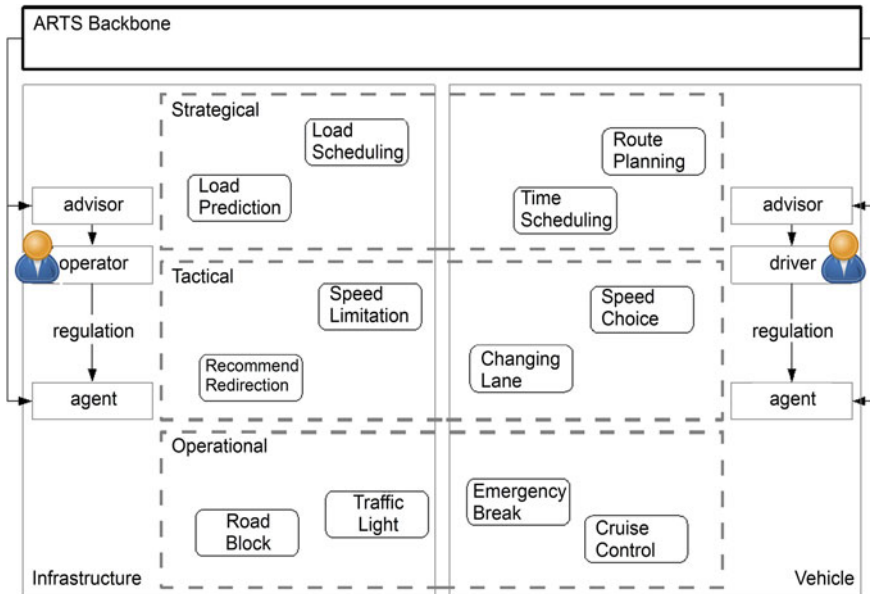 ARTS Backbone
Strategical
Load
Scheduling
Route
Planning
Load
Prediction
Time
Scheduling
advisor
advisor
operator
driver
Tactical
Speed
Limitation
Speed
Choice
regulation
regulation
Recommend
Redirection
Changing
Lane
agent
agent
Operational
Emergency
Break
Traffic
Light
Road
Block
Cruise
Control
Infrastructure
Vehicle